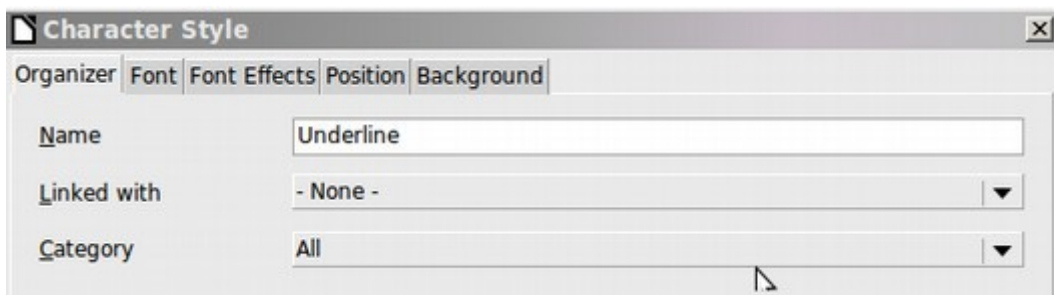 Character Style
Organizer Font Font Effects Position Background
Name Underline
Linked with - None -
Category All